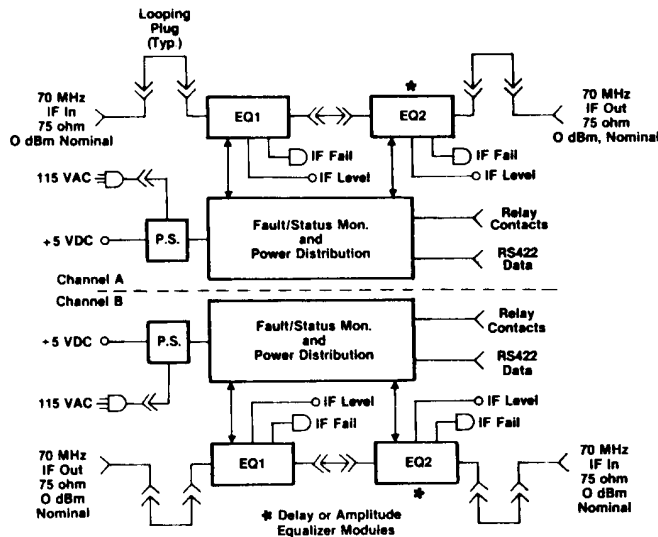 Looping
Plug
(Typ.)
70 MHz
IF In
75 ohm
O dBm Nominal
EQ1
*
EQ2
70 MHz
IF Out
75 ohm
O dBm, Nominal
IF Fail
IF Level
IF Fail
IF Level
115 VAC
+5 VDC
P.S.
Fault/Status Mon.
and
Power Distribution
Relay
Contacts
RS422
Data
Channel A
Channel B
+5 VDC
P.S.
115 VAC
Fault/Status Mon.
and
Power Distribution
Relay
Contacts
RS422
Data
IF Level
IF Fail
IF Level
IF Fail
70 MHz
IF Out
75 ohm
O dBm
Nominal
EQ1
EQ2
*
70 MHz
IF In
75 ohm
O dBm
Nominal
* Delay or Amplitude
Equalizer Modules